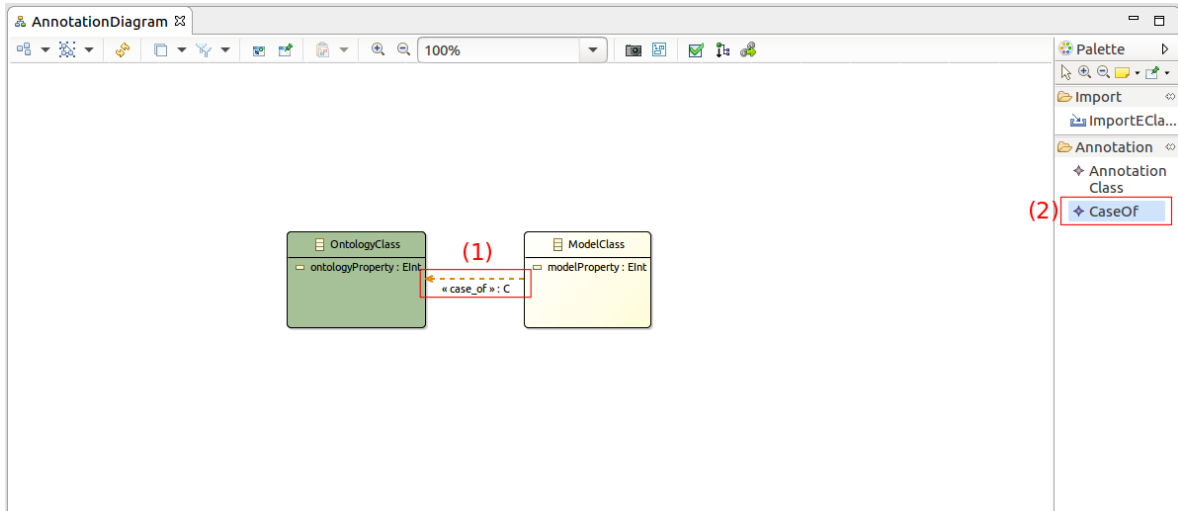 AnnotationDiagram
100%
Palette
Import
ImportECla...
Annotation
Annotation
Class
(2)
CaseOf
OntologyClass
ontologyProperty : EInt
(1)
« case_of » : C
ModelClass
modelProperty : EInt